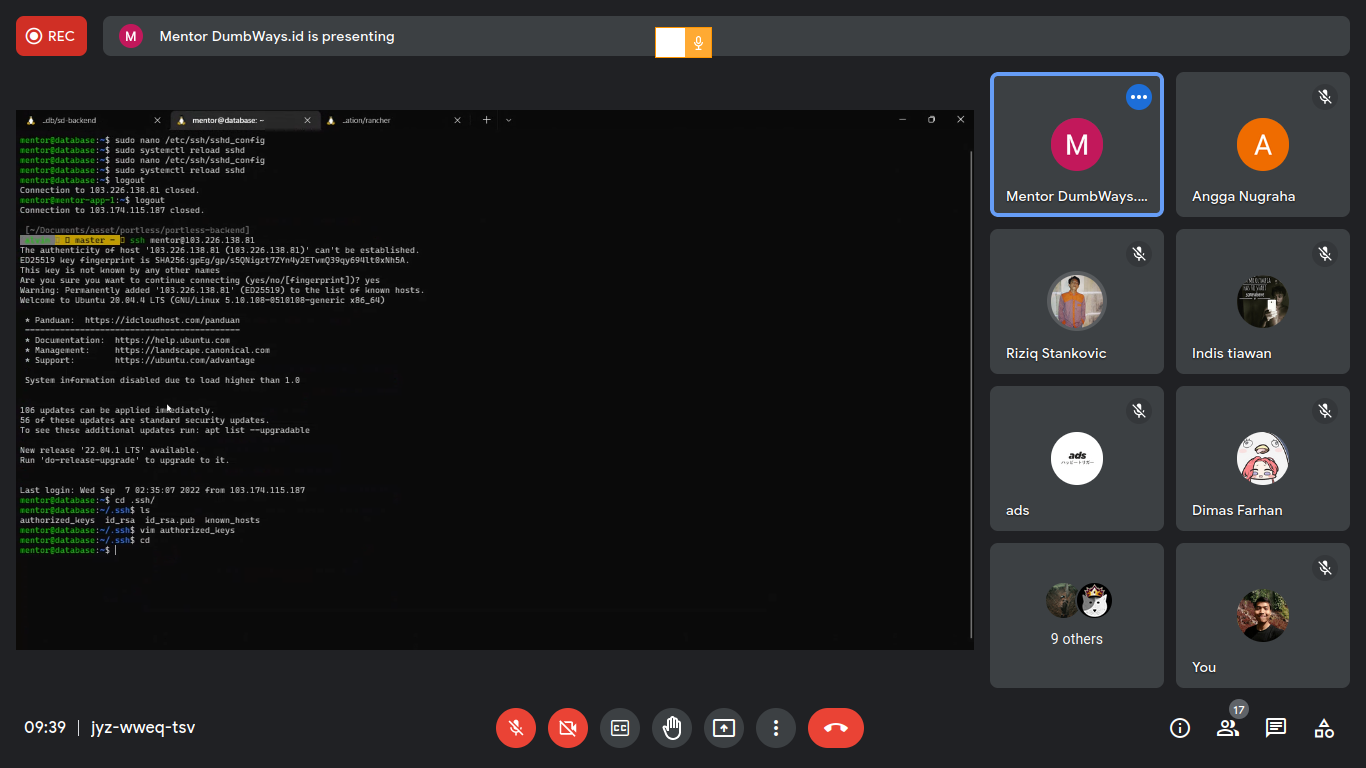 REC
M
Mentor DumbWays.id is presenting
_db/sd-backend
mentor@database: ~
_ation/rancher
mentor@database:~$ sudo nano /etc/ssh/sshd_config
mentor@database:~$ sudo systemctl reload sshd
mentor@database:~$ sudo nano /etc/ssh/sshd_config
mentor@database:~$ sudo systemctl reload sshd
mentor@database:~$ logout
Connection to 103.226.138.81 closed.
mentor@mentor-app-1:~$ logout
Connection to 103.174.115.187 closed.
[~/Documents/asset/portless/portless-backend]
master ~ ssh mentor@103.226.138.81
The authenticity of host '103.226.138.81 (103.226.138.81)' can't be established.
ED25519 key fingerprint is
This key is not known by any other names
Are you sure you want to continue connecting (yes/no/[fingerprint])? yes
Warning: Permanently added '103.226.138.81' (ED25519) to the list of known hosts.
Welcome to Ubuntu 20.04.4 LTS (GNU/Linux 5.10.108-0510108-generic x86_64)
* Panduan: https://idcloudhost.com/panduan
* Documentation: https://help.ubuntu.com
* Management: https://landscape.canonical.com
* Support: https://ubuntu.com/advantage
System information disabled due to load higher than 1.0
106 updates can be applied immediately.
56 of these updates are standard security updates.
To see these additional updates run: apt list --upgradable
New release '22.04.1 LTS' available.
Run 'do-release-upgrade' to upgrade to it.
Last login: Wed Sep 7 02:35:07 2022 from 103.174.115.187
mentor@database:~$ cd .ssh/
mentor@database:~/.ssh$ ls
authorized_keys id_rsa id_rsa.pub known_hosts
mentor@database:~/.ssh$ vim authorized_keys
mentor@database:~/.ssh$ cd
mentor@database:~$
M
Mentor DumbWays....
A
Angga Nugraha
Riziq Stankovic
Indis tiawan
ads
ads
Dimas Farhan
9 others
You
09:39 | jyz-wweq-tsv
CC
17